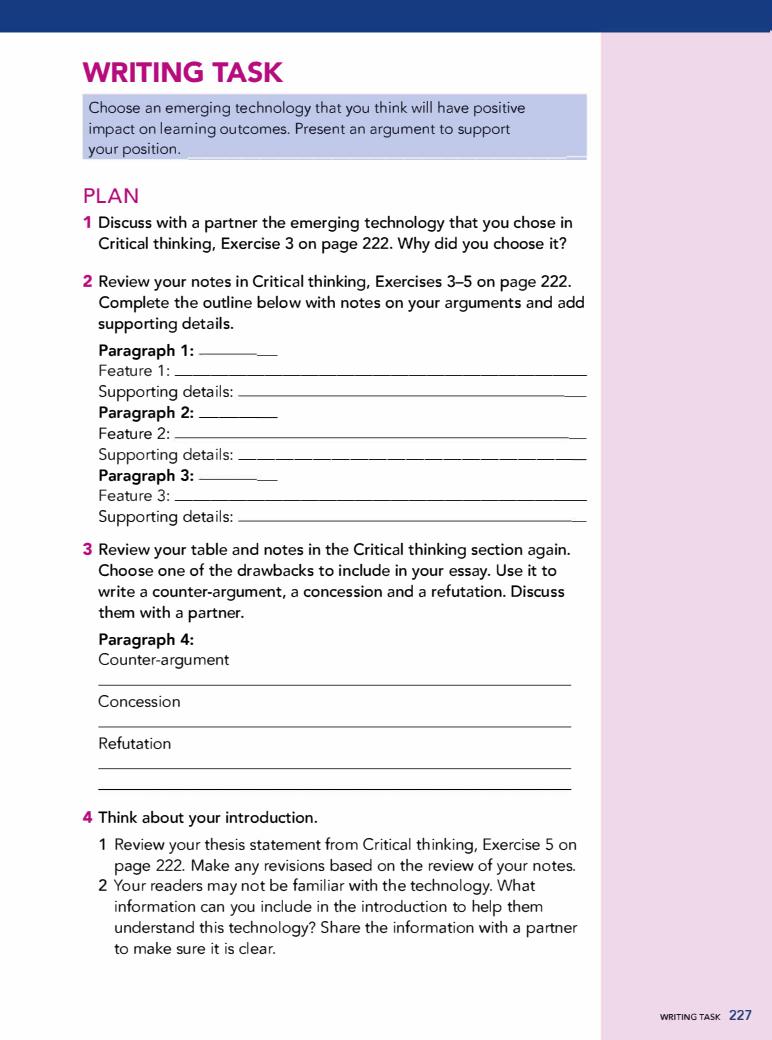 WRITING TASK
Choose an emerging technology that you think will have positive
impact on learning outcomes. Present an argument to support
your position.
PLAN
1 Discuss with a partner the emerging technology that you chose in
Critical thinking, Exercise 3 on page 222. Why did you choose it?
2 Review your notes in Critical thinking, Exercises 3–5 on page 222.
Complete the outline below with notes on your arguments and add
supporting details.
Paragraph 1:
Feature 1:
Supporting details:
Paragraph 2:
Feature 2:
Supporting details:
Paragraph 3:
Feature 3:
Supporting details:
3 Review your table and notes in the Critical thinking section again.
Choose one of the drawbacks to include in your essay. Use it to
write a counter-argument, a concession and a refutation. Discuss
them with a partner.
Paragraph 4:
Counter-argument
Concession
Refutation
4 Think about your introduction.
1 Review your thesis statement from Critical thinking, Exercise 5 on
page 222. Make any revisions based on the review of your notes.
2 Your readers may not be familiar with the technology. What
information can you include in the introduction to help them
understand this technology? Share the information with a partner
to make sure it is clear.
WRITING TASK 227